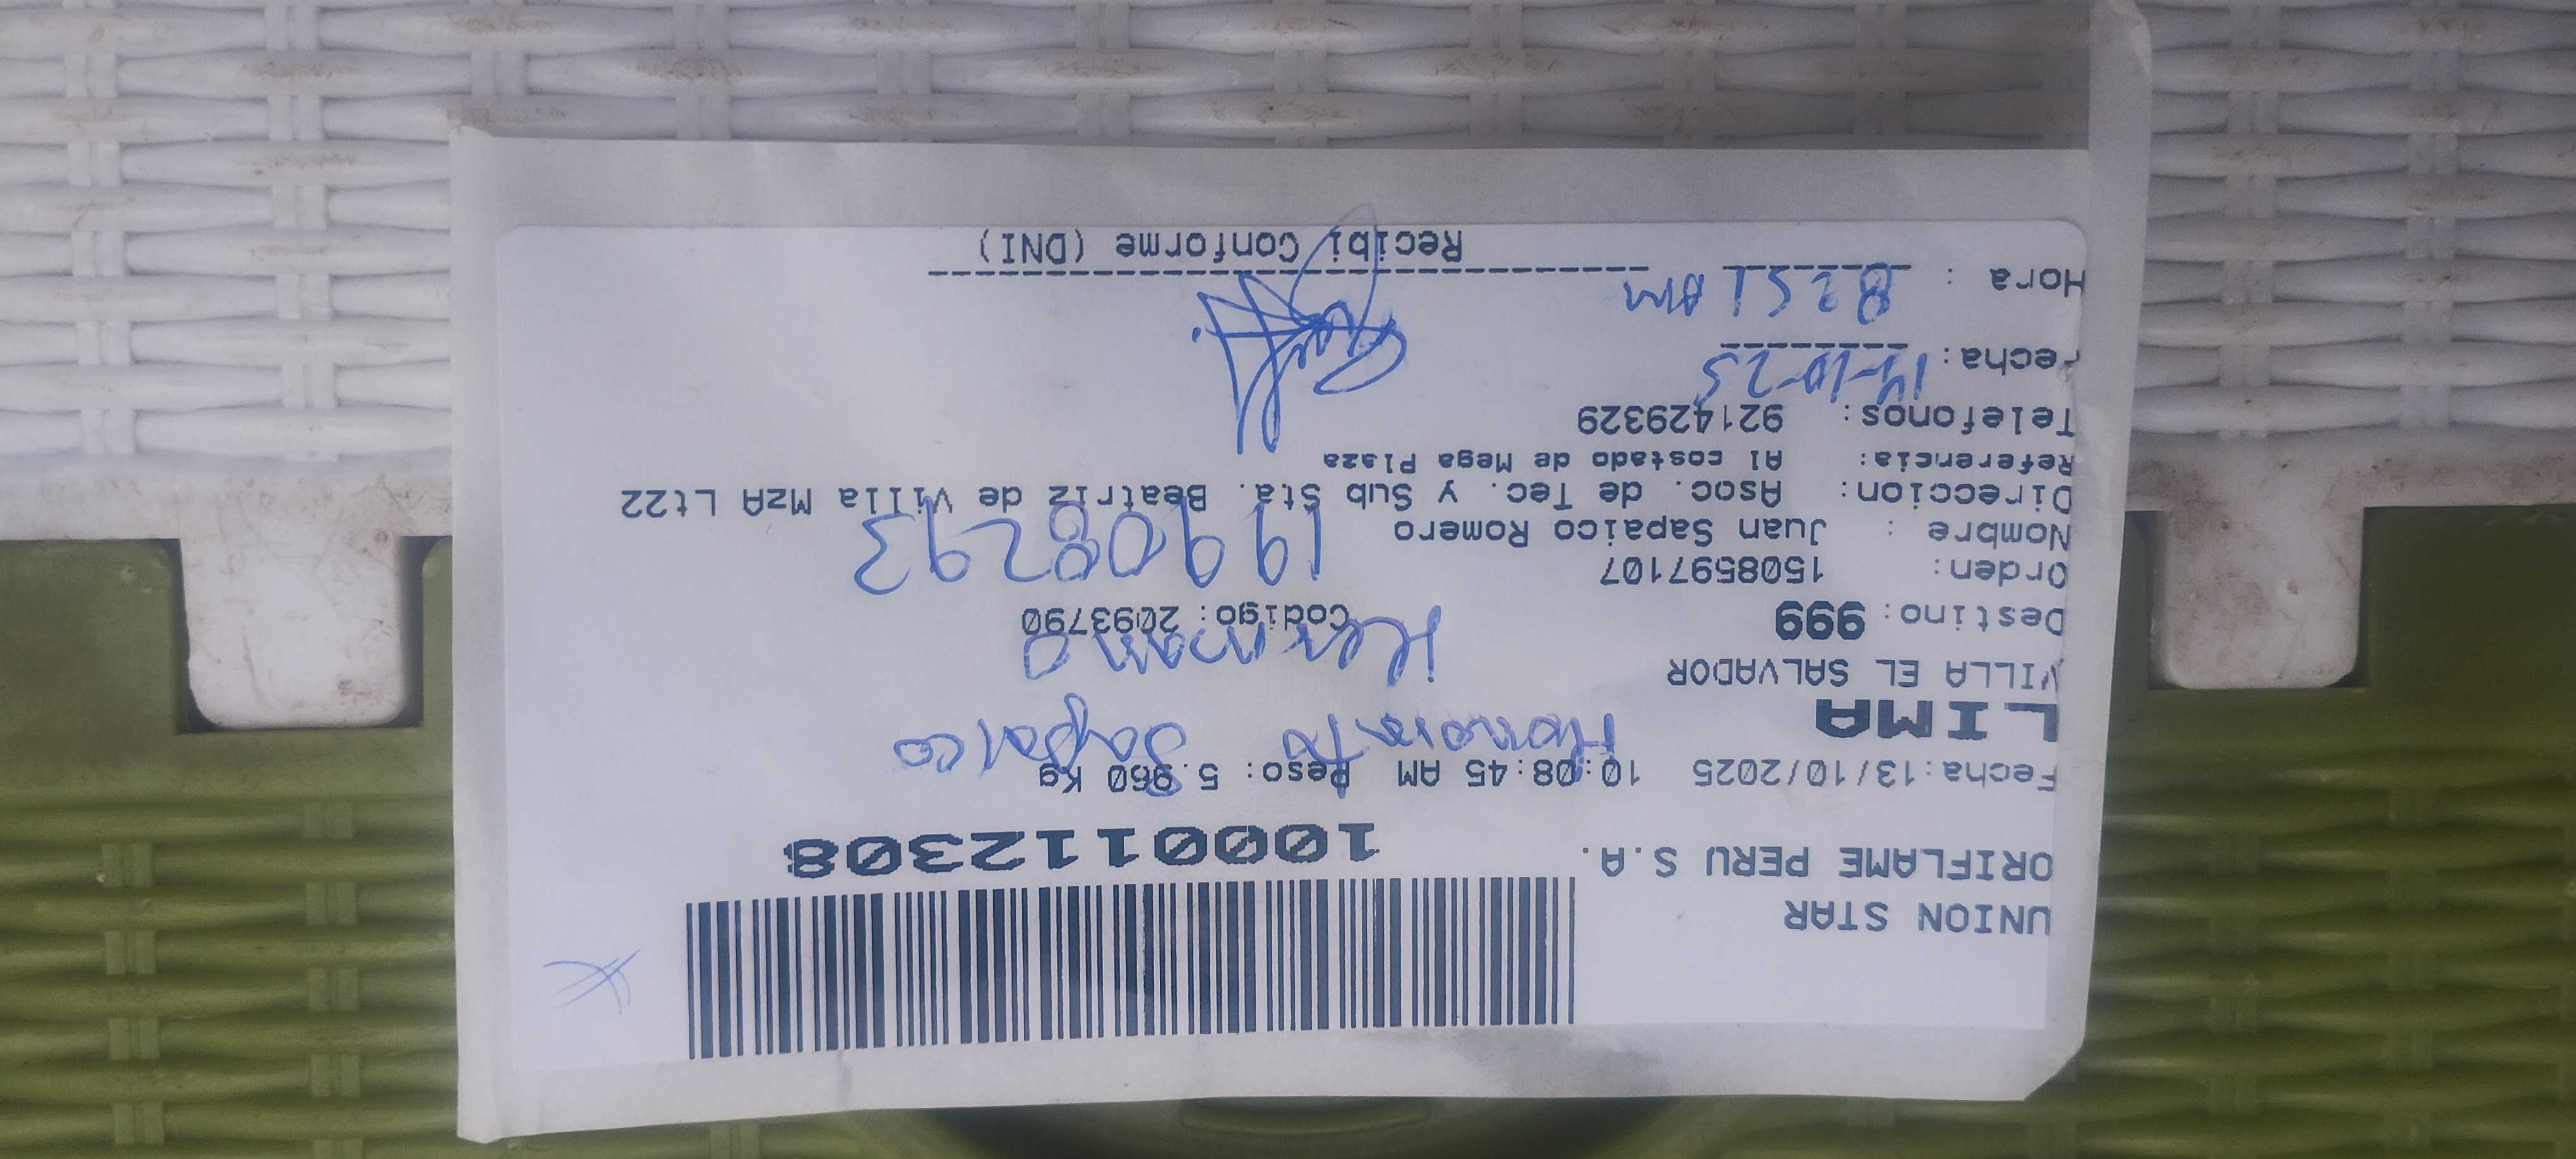 UNION STAR
ORIFLAME PERU S.A.
1000112308
Fecha:13/10/2025 10:08:45 AM Peso: 5.960 Kg
Honorato Sapaico
LIMA
VILLA EL SALVADOR
Hermano
Destino: 999 Codigo: 2093790
Orden: 1508597107
19908293
Nombre : Juan Sapaico Romero
Direccion: Asoc. de Tec. y Sub Sta. Beatriz de Villa MzA Lt22
Referencia: Al costado de Mega Plaza
Telefonos: 921429329
Fecha: 14-10-25
Hora : 8:51 AM
Recibi Conforme (DNI)